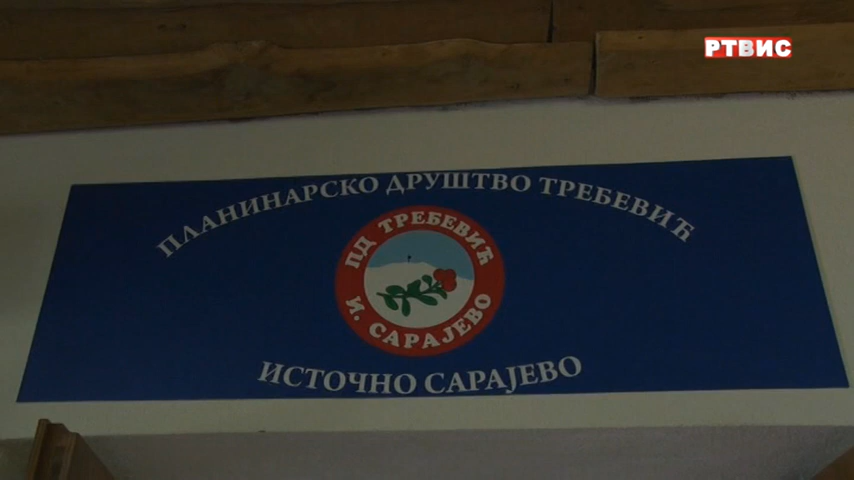 РТВИС
ПЛАНИНАРСКО ДРУШТВО ТРЕБЕВИЋ
ПД ТРЕБЕВИЋ
И. САРАЈЕВО
ИСТОЧНО САРАЈЕВО